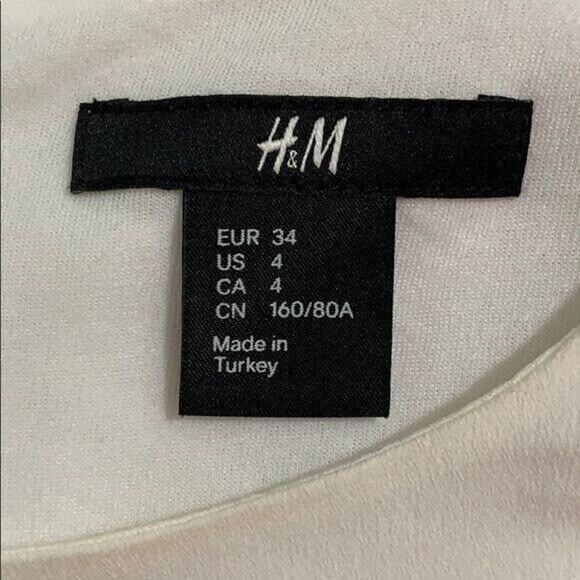 H&M
EUR 34
US 4
CA 4
CN 160/80A
Made in
Turkey